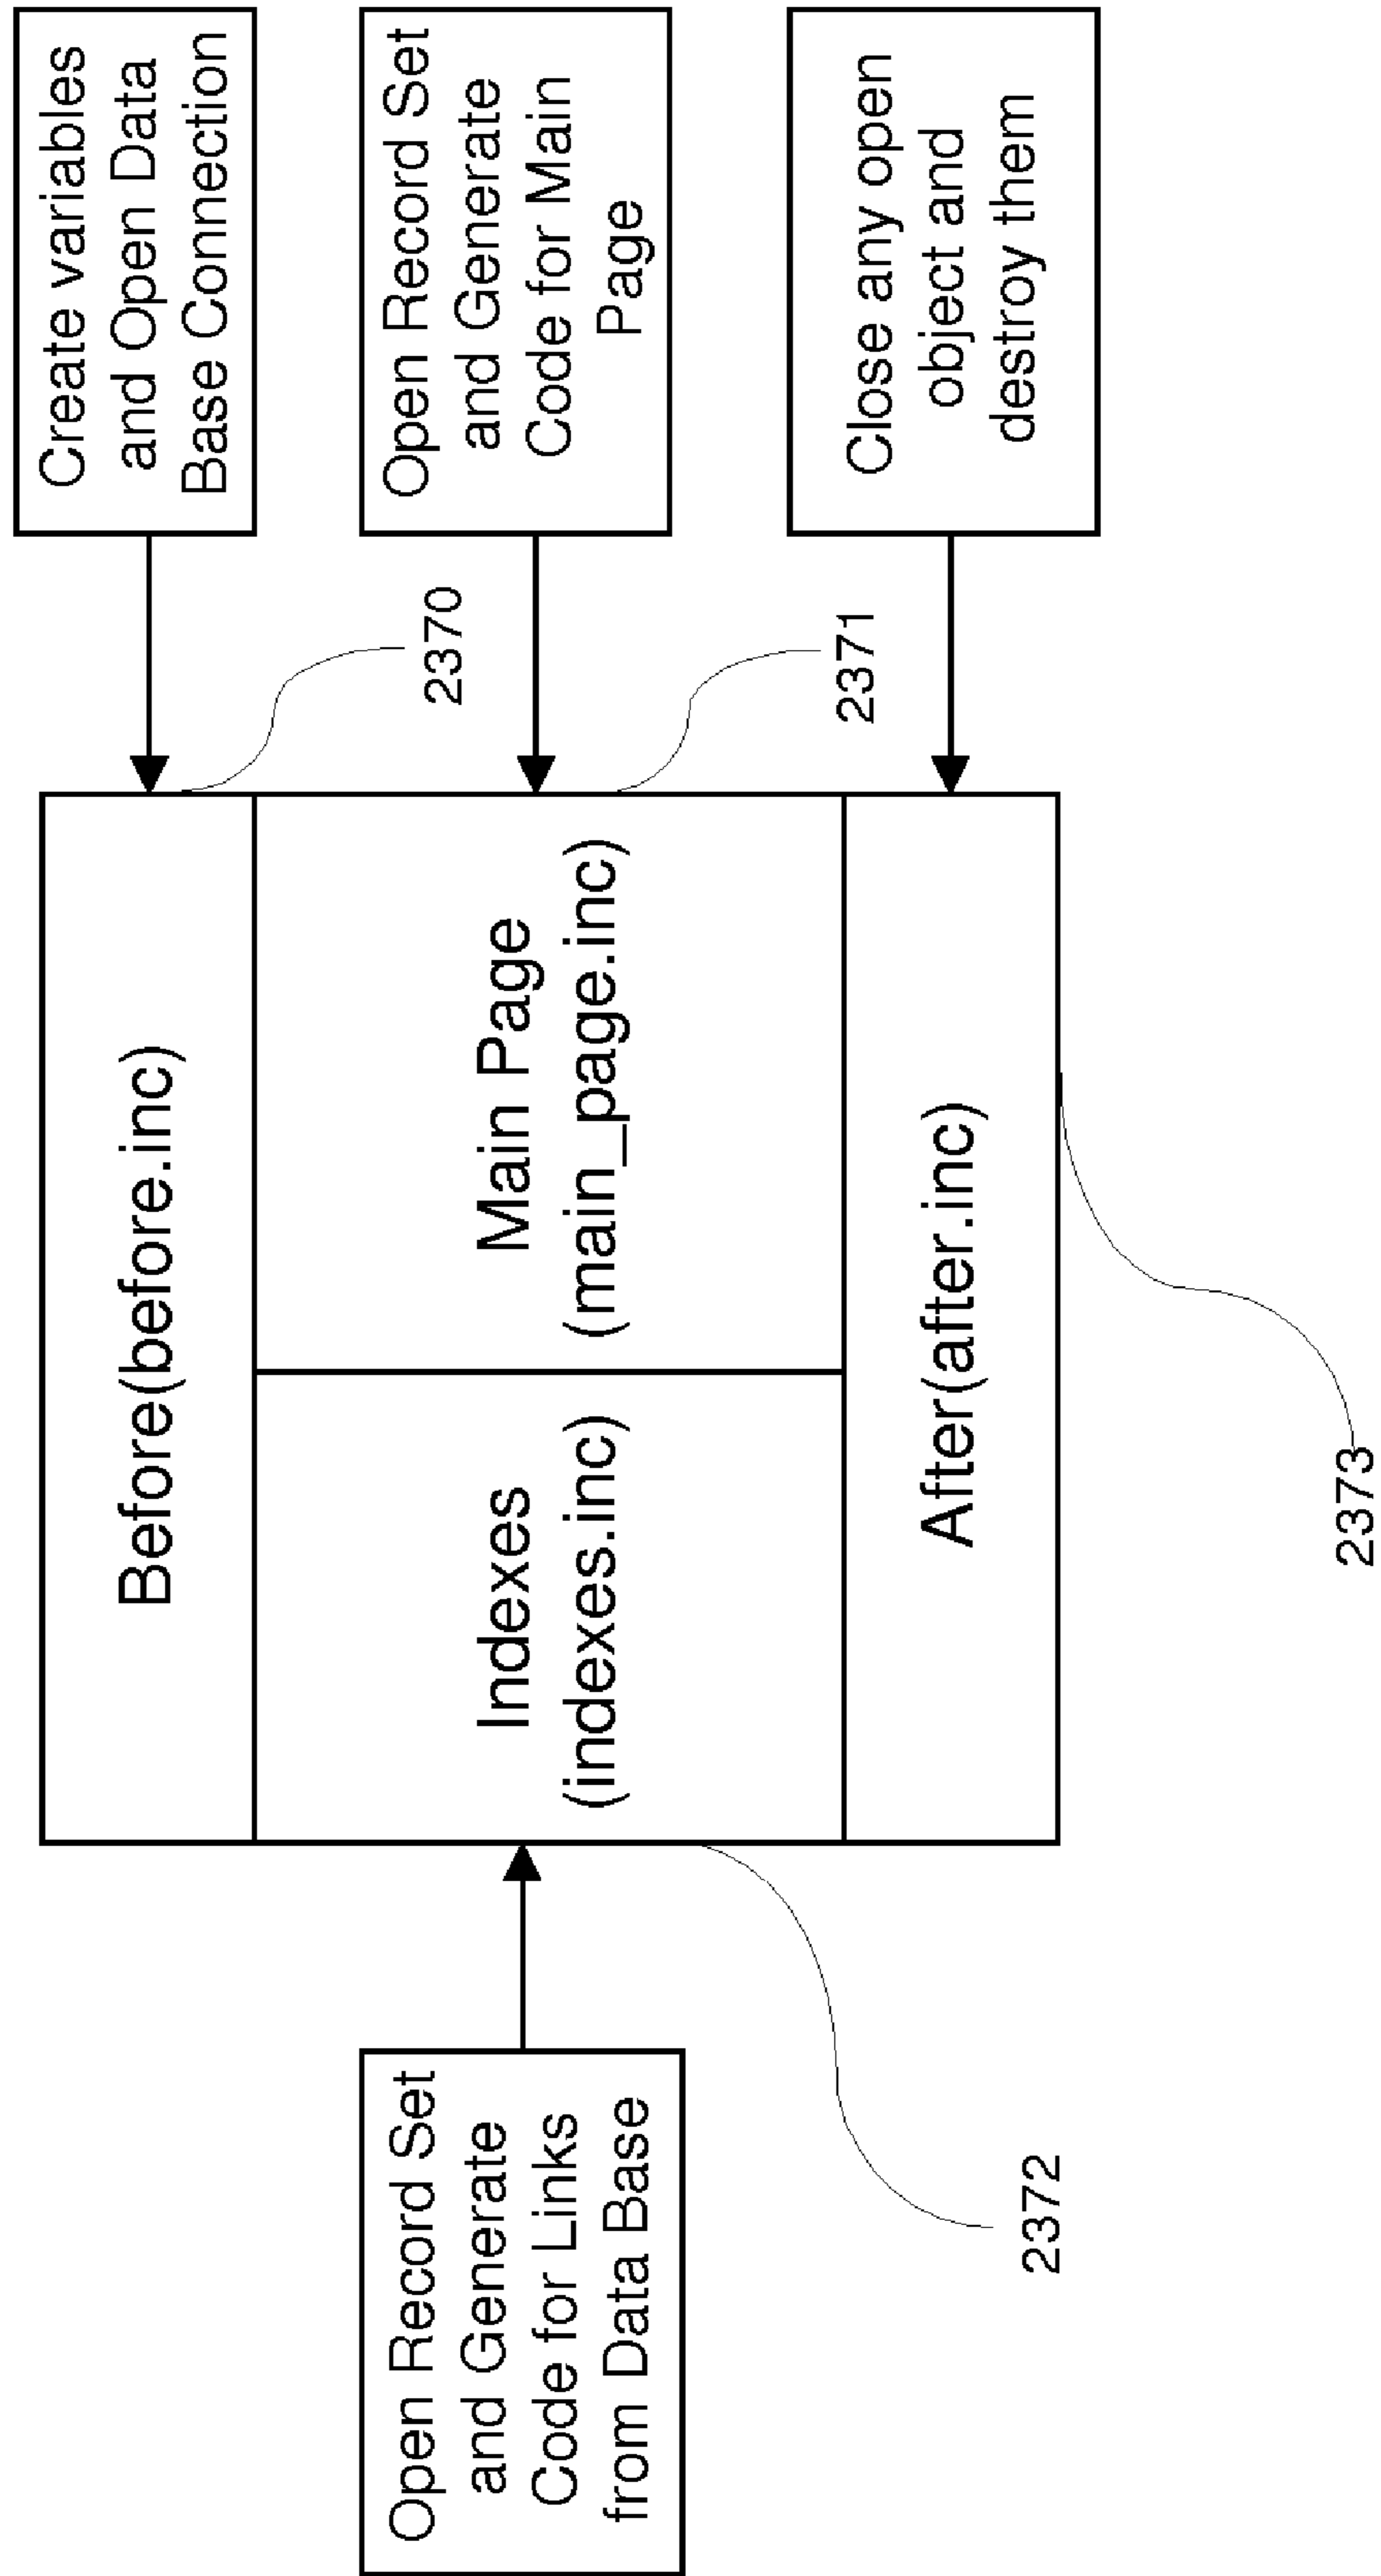 Before(before.inc)
Indexes
(indexes.inc)
Main Page
(main_page.inc)
After(after.inc)
Open Record Set
and Generate
Code for Links
from Data Base
Create variables
and Open Data
Base Connection
Open Record Set
and Generate
Code for Main
Page
Close any open
object and
destroy them
2370
2371
2372
2373